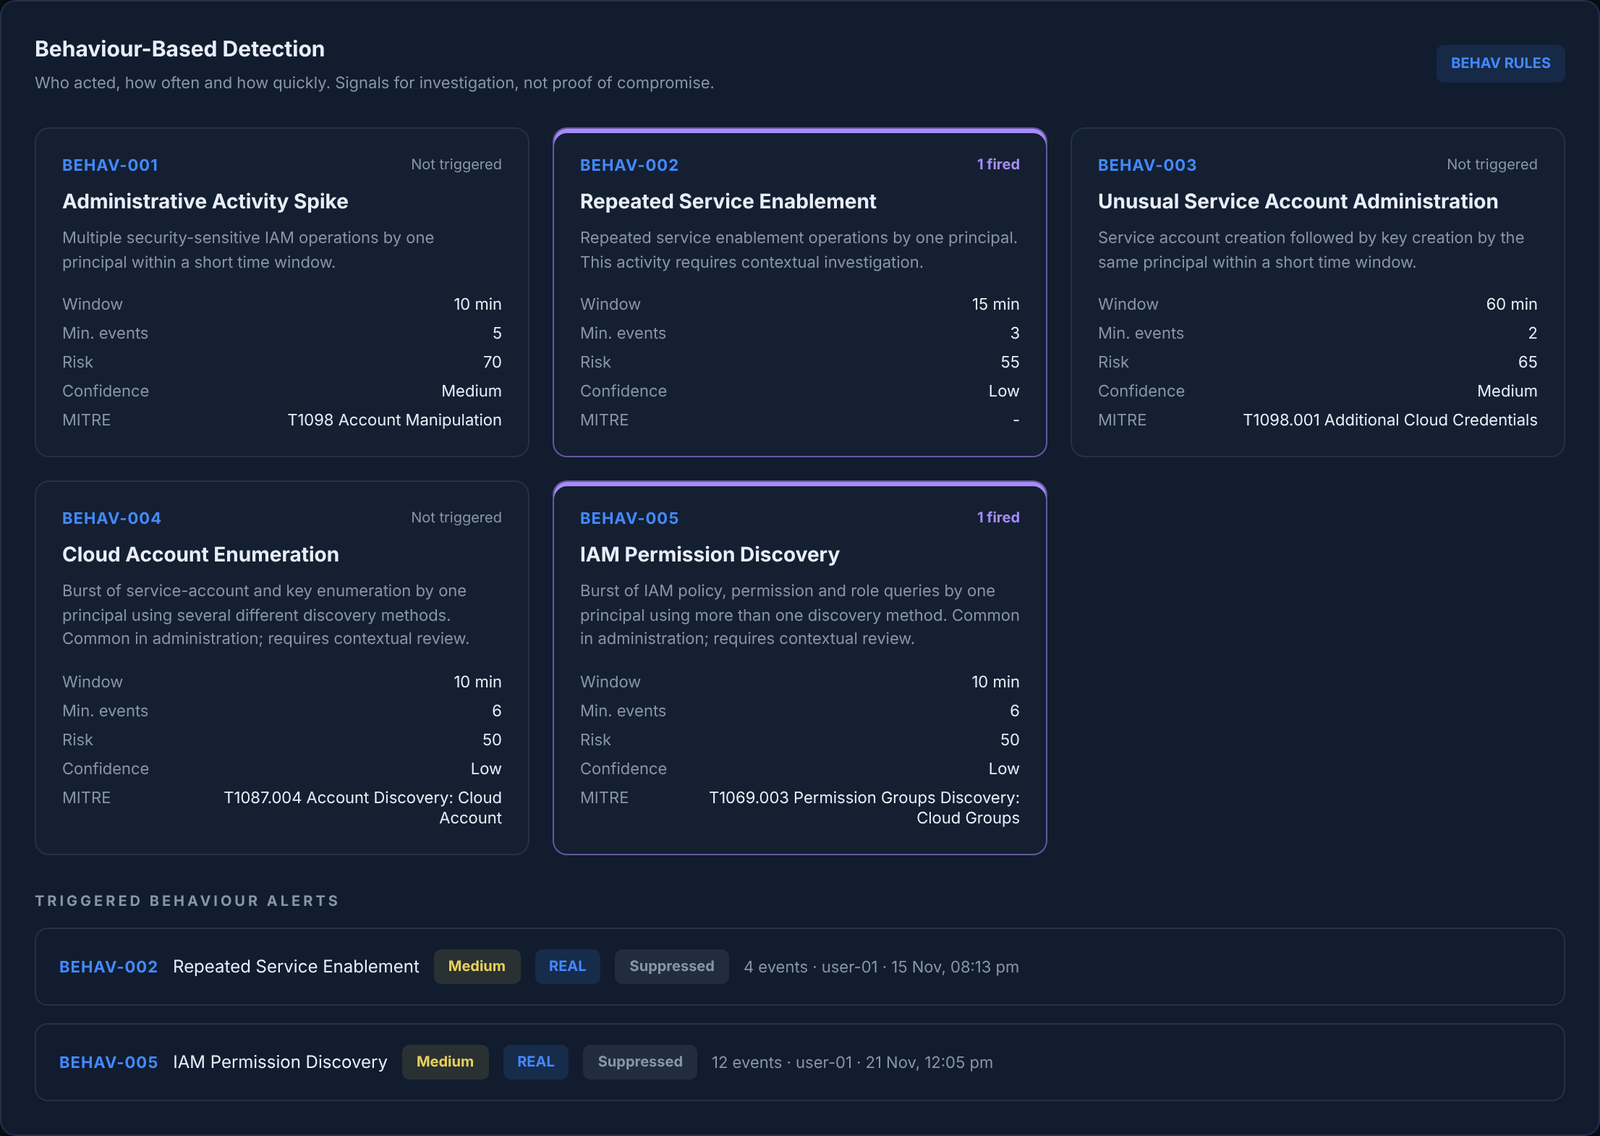 Behaviour-Based Detection
Who acted, how often and how quickly. Signals for investigation, not proof of compromise.
BEHAV RULES
BEHAV-001
Not triggered
Administrative Activity Spike
Multiple security-sensitive IAM operations by one
principal within a short time window.
Window 10 min
Min. events 5
Risk 70
Confidence Medium
MITRE T1098 Account Manipulation
BEHAV-002
1 fired
Repeated Service Enablement
Repeated service enablement operations by one principal.
This activity requires contextual investigation.
Window 15 min
Min. events 3
Risk 55
Confidence Low
MITRE -
BEHAV-003
Not triggered
Unusual Service Account Administration
Service account creation followed by key creation by the
same principal within a short time window.
Window 60 min
Min. events 2
Risk 65
Confidence Medium
MITRE T1098.001 Additional Cloud Credentials
BEHAV-004
Not triggered
Cloud Account Enumeration
Burst of service-account and key enumeration by one
principal using several different discovery methods.
Common in administration; requires contextual review.
Window 10 min
Min. events 6
Risk 50
Confidence Low
MITRE T1087.004 Account Discovery: Cloud
Account
BEHAV-005
1 fired
IAM Permission Discovery
Burst of IAM policy, permission and role queries by one
principal using more than one discovery method. Common
in administration; requires contextual review.
Window 10 min
Min. events 6
Risk 50
Confidence Low
MITRE T1069.003 Permission Groups Discovery:
Cloud Groups
TRIGGERED BEHAVIOUR ALERTS
BEHAV-002 Repeated Service Enablement Medium REAL Suppressed 4 events · user-01 · 15 Nov, 08:13 pm
BEHAV-005 IAM Permission Discovery Medium REAL Suppressed 12 events · user-01 · 21 Nov, 12:05 pm